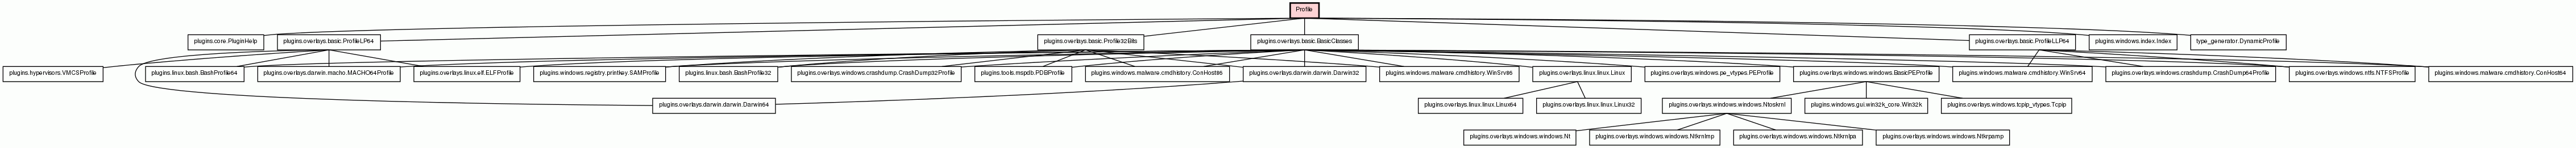 Profile
plugins.core.PluginHelp
plugins.overlays.basic.ProfileLP64
plugins.overlays.basic.Profile32Bits
plugins.overlays.basic.BasicClasses
plugins.overlays.basic.ProfileLLP64
plugins.windows.index.Index
type_generator.DynamicProfile
plugins.hypervisors.VMCSProfile
plugins.linux.bash.BashProfile64
plugins.overlays.darwin.macho.MACHO64Profile
plugins.overlays.linux.elf.ELFProfile
plugins.windows.registry.printkey.SAMProfile
plugins.linux.bash.BashProfile32
plugins.overlays.windows.crashdump.CrashDump32Profile
plugins.tools.mspdb.PDBProfile
plugins.windows.malware.cmdhistory.ConHost86
plugins.overlays.darwin.darwin.Darwin32
plugins.windows.malware.cmdhistory.WinSrv86
plugins.overlays.linux.linux.Linux
plugins.overlays.windows.pe_vtypes.PEProfile
plugins.overlays.windows.windows.BasicPEProfile
plugins.windows.malware.cmdhistory.WinSrv64
plugins.overlays.windows.crashdump.CrashDump64Profile
plugins.overlays.windows.ntfs.NTFSProfile
plugins.windows.malware.cmdhistory.ConHost64
plugins.overlays.darwin.darwin.Darwin64
plugins.overlays.linux.linux.Linux64
plugins.overlays.linux.linux.Linux32
plugins.overlays.windows.windows.Ntoskrnl
plugins.windows.gui.win32k_core.Win32k
plugins.overlays.windows.tcpip_vtypes.Tcpip
plugins.overlays.windows.windows.Nt
plugins.overlays.windows.windows.Ntkrnlmp
plugins.overlays.windows.windows.Ntkrnlpa
plugins.overlays.windows.windows.Ntkrpamp